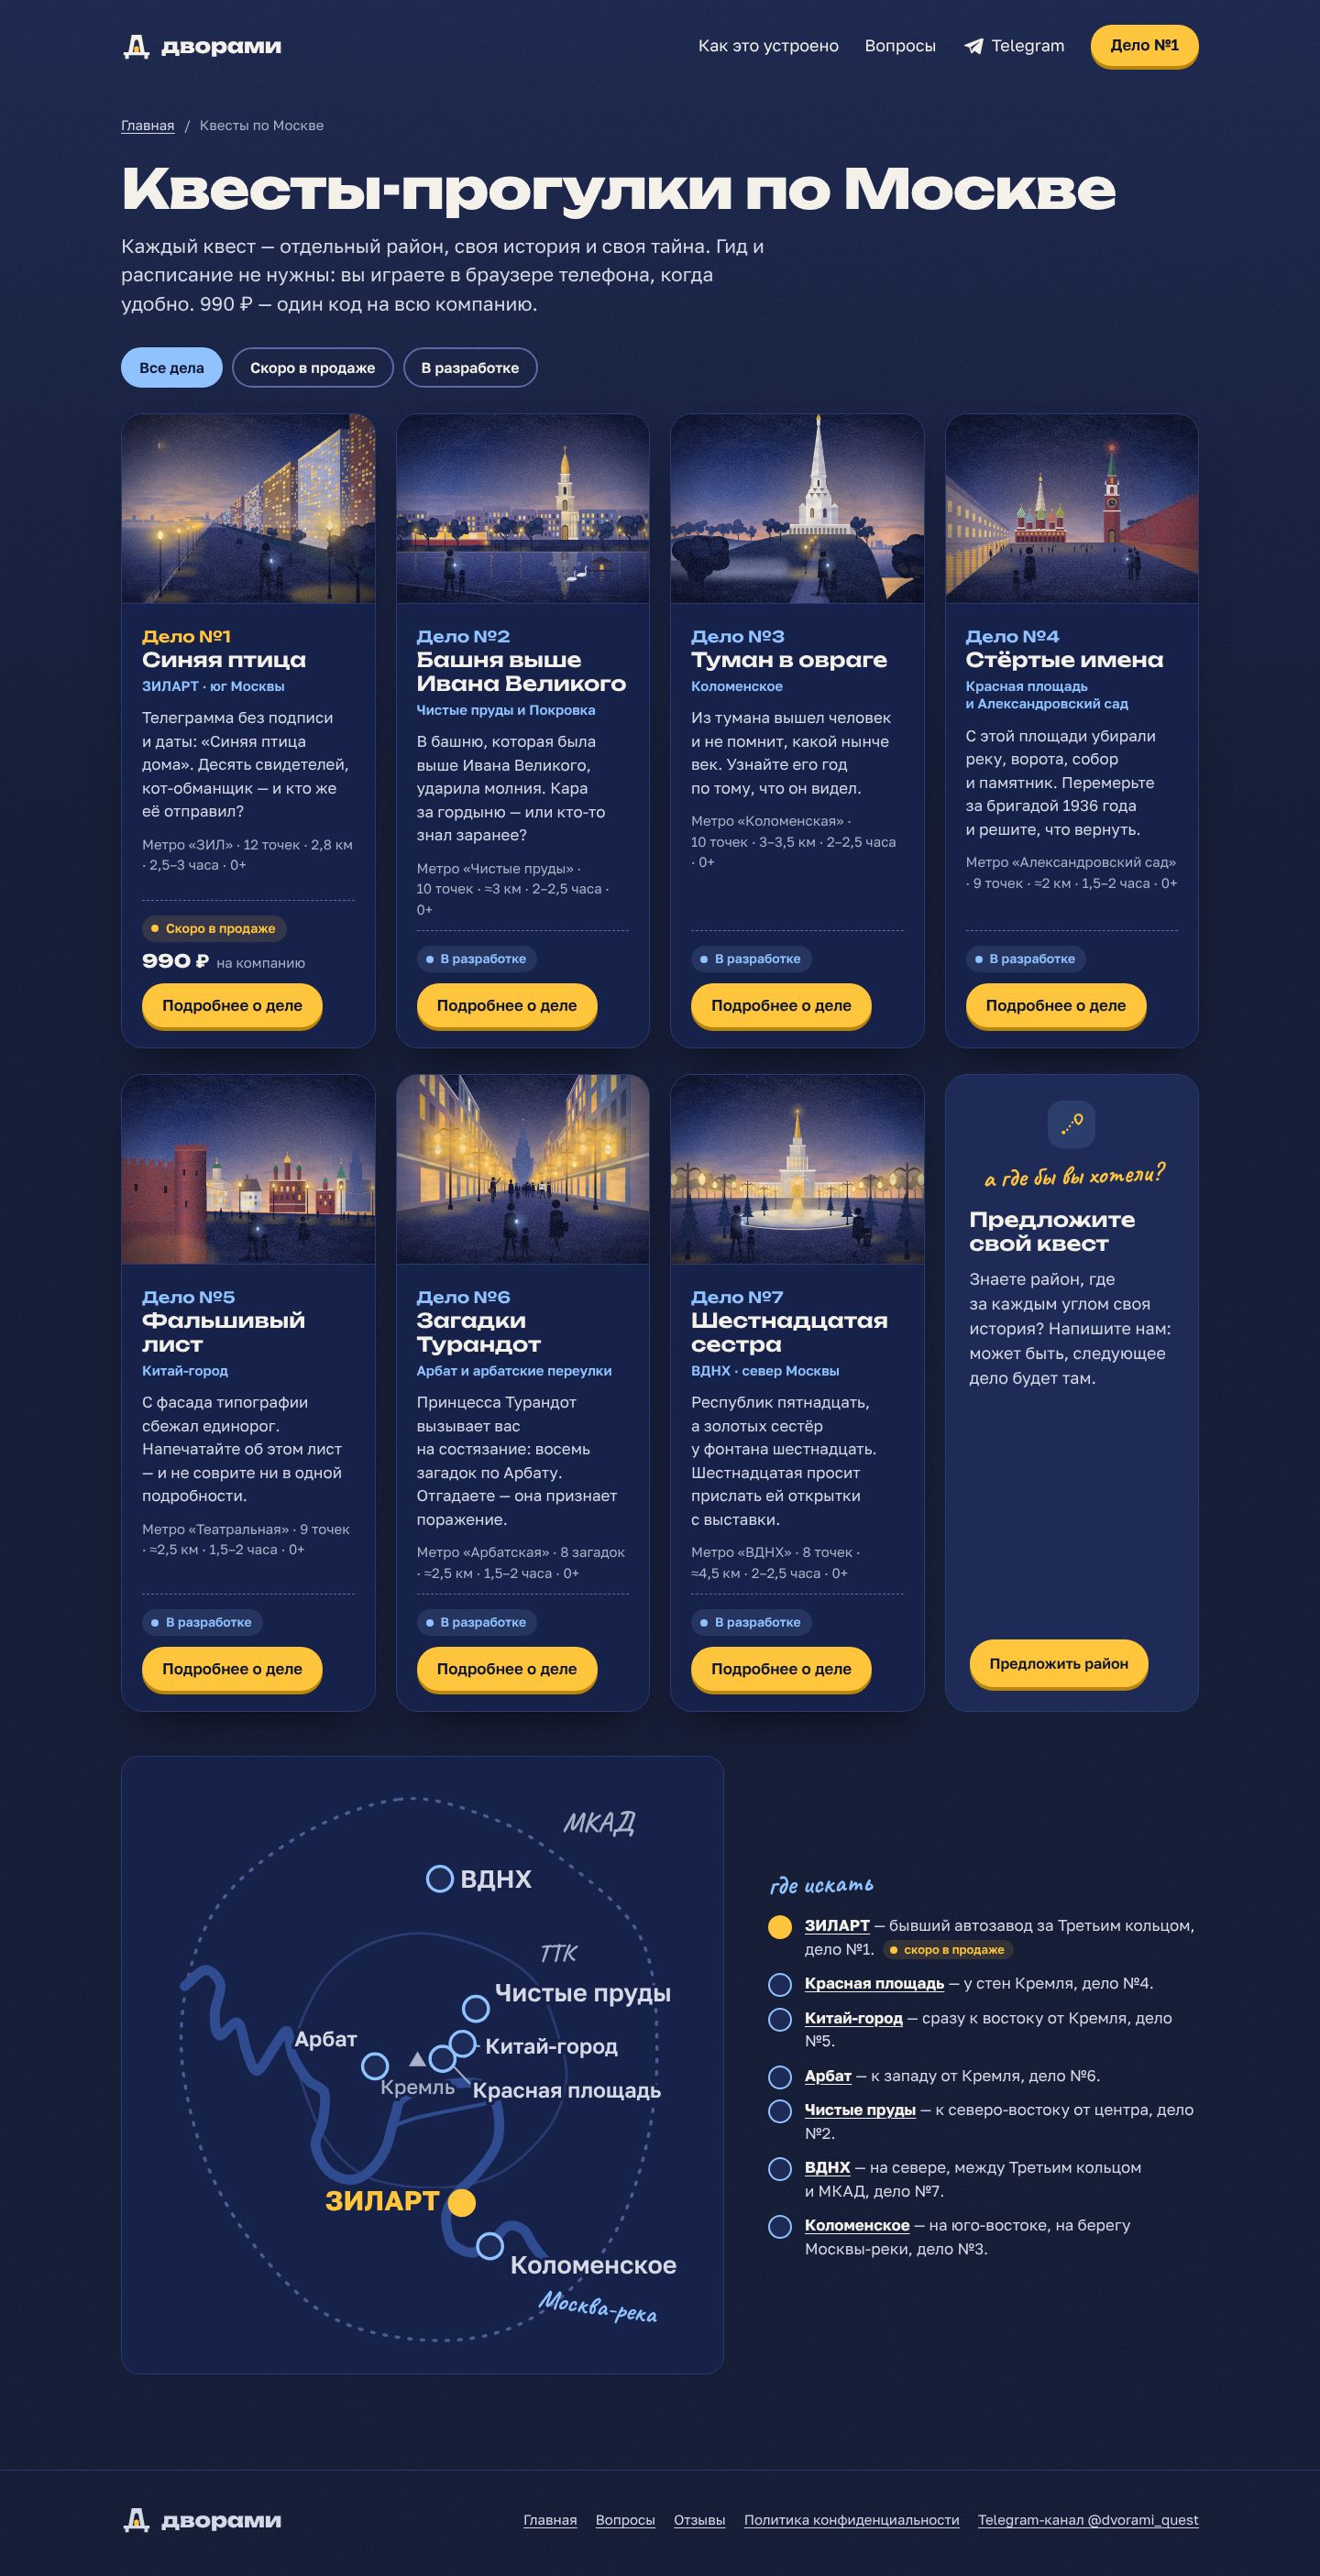 дворами
Как это устроено
Вопросы
Telegram
Дело №1
Главная / Квесты по Москве
Квесты-прогулки по Москве
Каждый квест — отдельный район, своя история и своя тайна. Гид и
расписание не нужны: вы играете в браузере телефона, когда
удобно. 990 ₽ — один код на всю компанию.
Все дела
Скоро в продаже
В разработке
Дело №1
Синяя птица
ЗИЛАРТ · юг Москвы
Телеграмма без подписи
и даты: «Синяя птица
дома». Десять свидетелей,
кот-обманщик — и кто же
её отправил?
Метро «ЗИЛ» · 12 точек · 2,8 км
· 2,5–3 часа · 0+
Скоро в продаже
990 ₽ на компанию
Подробнее о деле
Дело №2
Башня выше
Ивана Великого
Чистые пруды и Покровка
В башню, которая была
выше Ивана Великого,
ударила молния. Кара
за гордыню — или кто-то
знал заранее?
Метро «Чистые пруды» ·
10 точек · ≈3 км · 2–2,5 часа ·
0+
В разработке
Подробнее о деле
Дело №3
Туман в овраге
Коломенское
Из тумана вышел человек
и не помнит, какой нынче
век. Узнайте его год
по тому, что он видел.
Метро «Коломенская» ·
10 точек · 3–3,5 км · 2–2,5 часа
· 0+
В разработке
Подробнее о деле
Дело №4
Стёртые имена
Красная площадь
и Александровский сад
С этой площади убирали
реку, ворота, собор
и памятник. Перемерьте
за бригадой 1936 года
и решите, что вернуть.
Метро «Александровский сад»
· 9 точек · ≈2 км · 1,5–2 часа · 0+
В разработке
Подробнее о деле
Дело №5
Фальшивый
лист
Китай-город
С фасада типографии
сбежал единорог.
Напечатайте об этом лист
— и не соврите ни в одной
подробности.
Метро «Театральная» · 9 точек
· ≈2,5 км · 1,5–2 часа · 0+
В разработке
Подробнее о деле
Дело №6
Загадки
Турандот
Арбат и арбатские переулки
Принцесса Турандот
вызывает вас
на состязание: восемь
загадок по Арбату.
Отгадаете — она признает
поражение.
Метро «Арбатская» · 8 загадок
· ≈2,5 км · 1,5–2 часа · 0+
В разработке
Подробнее о деле
Дело №7
Шестнадцатая
сестра
ВДНХ · север Москвы
Республик пятнадцать,
а золотых сестёр
у фонтана шестнадцать.
Шестнадцатая просит
прислать ей открытки
с выставки.
Метро «ВДНХ» · 8 точек ·
≈4,5 км · 2–2,5 часа · 0+
В разработке
Подробнее о деле
а где бы вы хотели?
Предложите
свой квест
Знаете район, где
за каждым углом своя
история? Напишите нам:
может быть, следующее
дело будет там.
Предложить район
МКАД
ВДНХ
ТТК
Чистые пруды
Арбат
Китай-город
Кремль
Красная площадь
ЗИЛАРТ
Коломенское
Москва-река
где искать
ЗИЛАРТ — бывший автозавод за Третьим кольцом,
дело №1. скоро в продаже
Красная площадь — у стен Кремля, дело №4.
Китай-город — сразу к востоку от Кремля, дело
№5.
Арбат — к западу от Кремля, дело №6.
Чистые пруды — к северо-востоку от центра, дело
№2.
ВДНХ — на севере, между Третьим кольцом
и МКАД, дело №7.
Коломенское — на юго-востоке, на берегу
Москвы-реки, дело №3.
дворами
Главная
Вопросы
Отзывы
Политика конфиденциальности
Telegram-канал @dvorami_quest